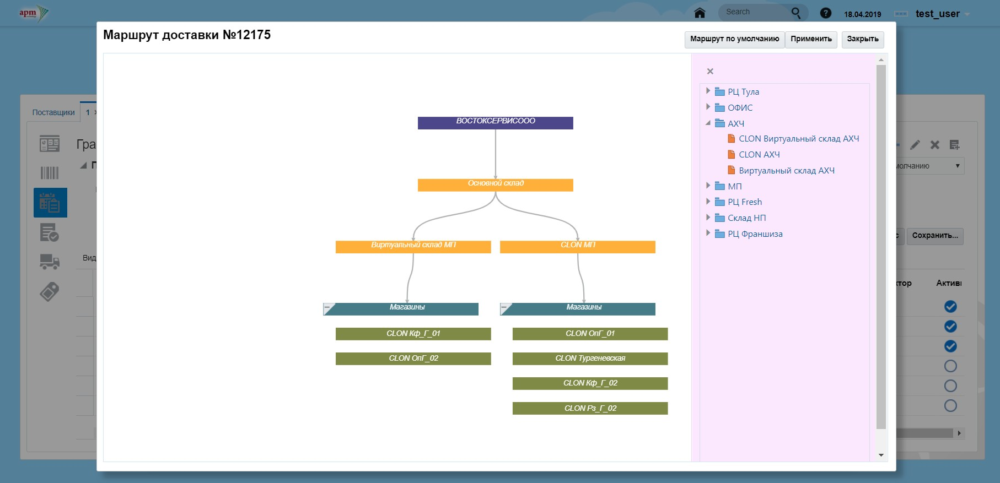 apm
Search
18.04.2019
test_user
Маршрут доставки №12175
Маршрут по умолчанию
Применить
Закрыть
Поставщики
1
Гра
П
Вид
ВОСТОКСЕРВИСООО
Основной склад
Виртуальный склад МП
CLON МП
Магазины
Магазины
CLON Кф_Г_01
CLON ОпГ_01
CLON ОпГ_02
CLON Тургеневская
CLON Кф_Г_02
CLON Рз_Г_02
РЦ Тула
ОФИС
АХЧ
CLON Виртуальный склад АХЧ
CLON АХЧ
Виртуальный склад АХЧ
МП
РЦ Fresh
Склад НП
РЦ Франшиза
молчанию
с
Сохранить...
ктор
Активн